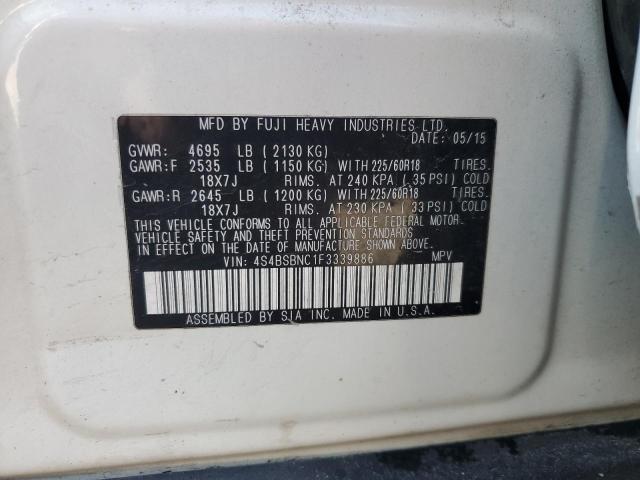 MFD BY FUJI HEAVY INDUSTRIES LTD.
DATE: 05/15
GVWR: 4695 LB ( 2130 KG)
GAWR:F 2535 LB ( 1150 KG) WITH 225/60R18 TIRES.
18X7J RIMS. AT 240 KPA ( 35 PSI) COLD
GAWR:R 2645 LB ( 1200 KG) WITH 225/60R18 TIRES.
18X7J RIMS. AT 230 KPA ( 33 PSI) COLD
THIS VEHICLE CONFORMS TO ALL APPLICABLE FEDERAL MOTOR
VEHICLE SAFETY AND THEFT PREVENTION STANDARDS
IN EFFECT ON THE DATE OF MANUFACTURE SHOWN ABOVE.
VIN: 4S4BSBNC1F3339886 MPV
ASSEMBLED BY SIA INC. MADE IN U.S.A.